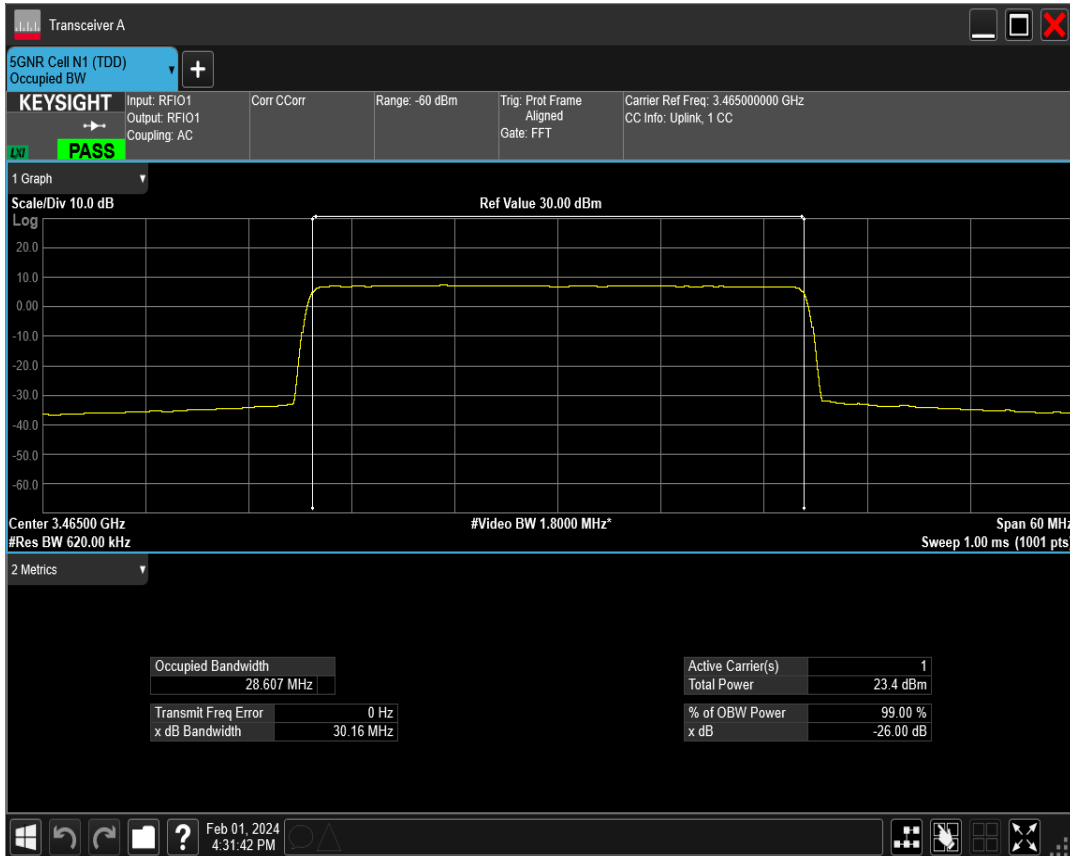 Transceiver A
5GNR Cell N1 (TDD)
Occupied BW
+
KEYSIGHT
LXI
PASS
Input: RFIO1
Output: RFIO1
Coupling: AC
Corr CCorr
Range: -60 dBm
Trig: Prot Frame
Aligned
Gate: FFT
Carrier Ref Freq: 3.465000000 GHz
CC Info: Uplink, 1 CC
1 Graph
Scale/Div 10.0 dB
Ref Value 30.00 dBm
Log
20.0
10.0
0.00
-10.0
-20.0
-30.0
-40.0
-50.0
-60.0
Center 3.46500 GHz
#Video BW 1.8000 MHz*
Span 60 MHz
#Res BW 620.00 kHz
Sweep 1.00 ms (1001 pts)
2 Metrics
Occupied Bandwidth
28.607 MHz
Transmit Freq Error 0 Hz
x dB Bandwidth 30.16 MHz
Active Carrier(s) 1
Total Power 23.4 dBm
% of OBW Power 99.00 %
x dB -26.00 dB
?
Feb 01, 2024
4:31:42 PM